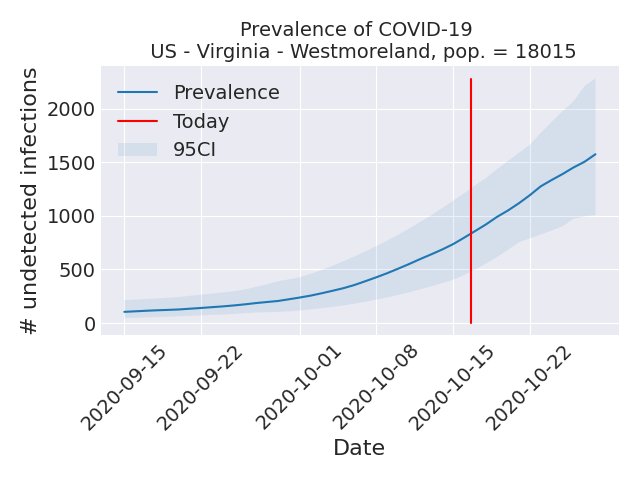 Prevalence of COVID-19
US - Virginia - Westmoreland, pop. = 18015
# undetected infections
2000
1500
1000
500
0
Prevalence
Today
95CI
2020-09-15
2020-09-22
2020-10-01
2020-10-08
2020-10-15
2020-10-22
Date